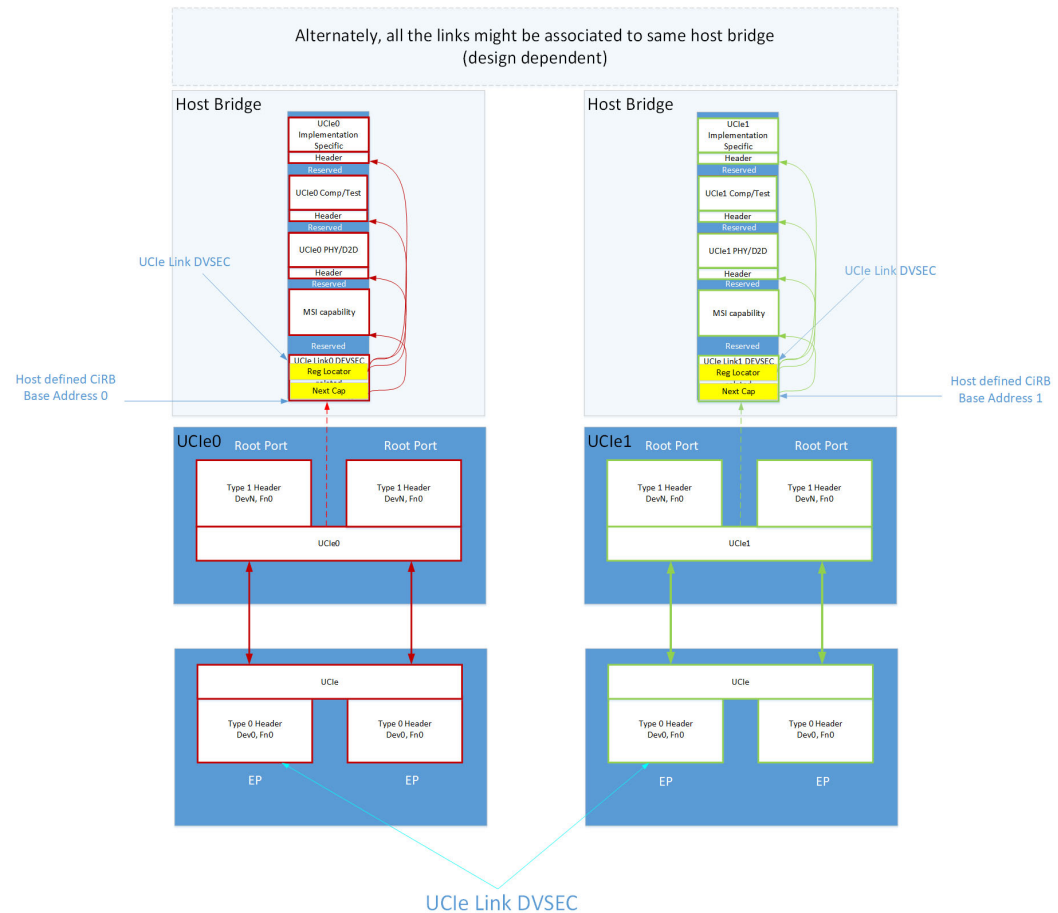 Alternately, all the links might be associated to same host bridge
(design dependent)
Host Bridge
UCIe0
Implementation
Specific
Header
Reserved
UCIe0 Comp/Test
Header
Reserved
UCIe0 PHY/D2D
Header
Reserved
MSI capability
Reserved
UCIe Link0 DEVSEC
Reg Locator
Next Cap
UCIe Link DVSEC
Host defined CiRB
Base Address 0
Host Bridge
UCIe1
Implementation
Specific
Header
Reserved
UCIe1 Comp/Test
Header
Reserved
UCIe1 PHY/D2D
Header
Reserved
MSI capability
Reserved
UCIe Link1 DEVSEC
Reg Locator
Next Cap
UCIe Link DVSEC
Host defined CiRB
Base Address 1
UCIe0
Root Port
Root Port
Type 1 Header
DevN, Fn0
Type 1 Header
DevN, Fn0
UCIe0
UCIe1
Root Port
Root Port
Type 1 Header
DevN, Fn0
Type 1 Header
DevN, Fn0
UCIe1
UCIe
Type 0 Header
Dev0, Fn0
Type 0 Header
Dev0, Fn0
EP
EP
UCIe
Type 0 Header
Dev0, Fn0
Type 0 Header
Dev0, Fn0
EP
EP
UCIe Link DVSEC